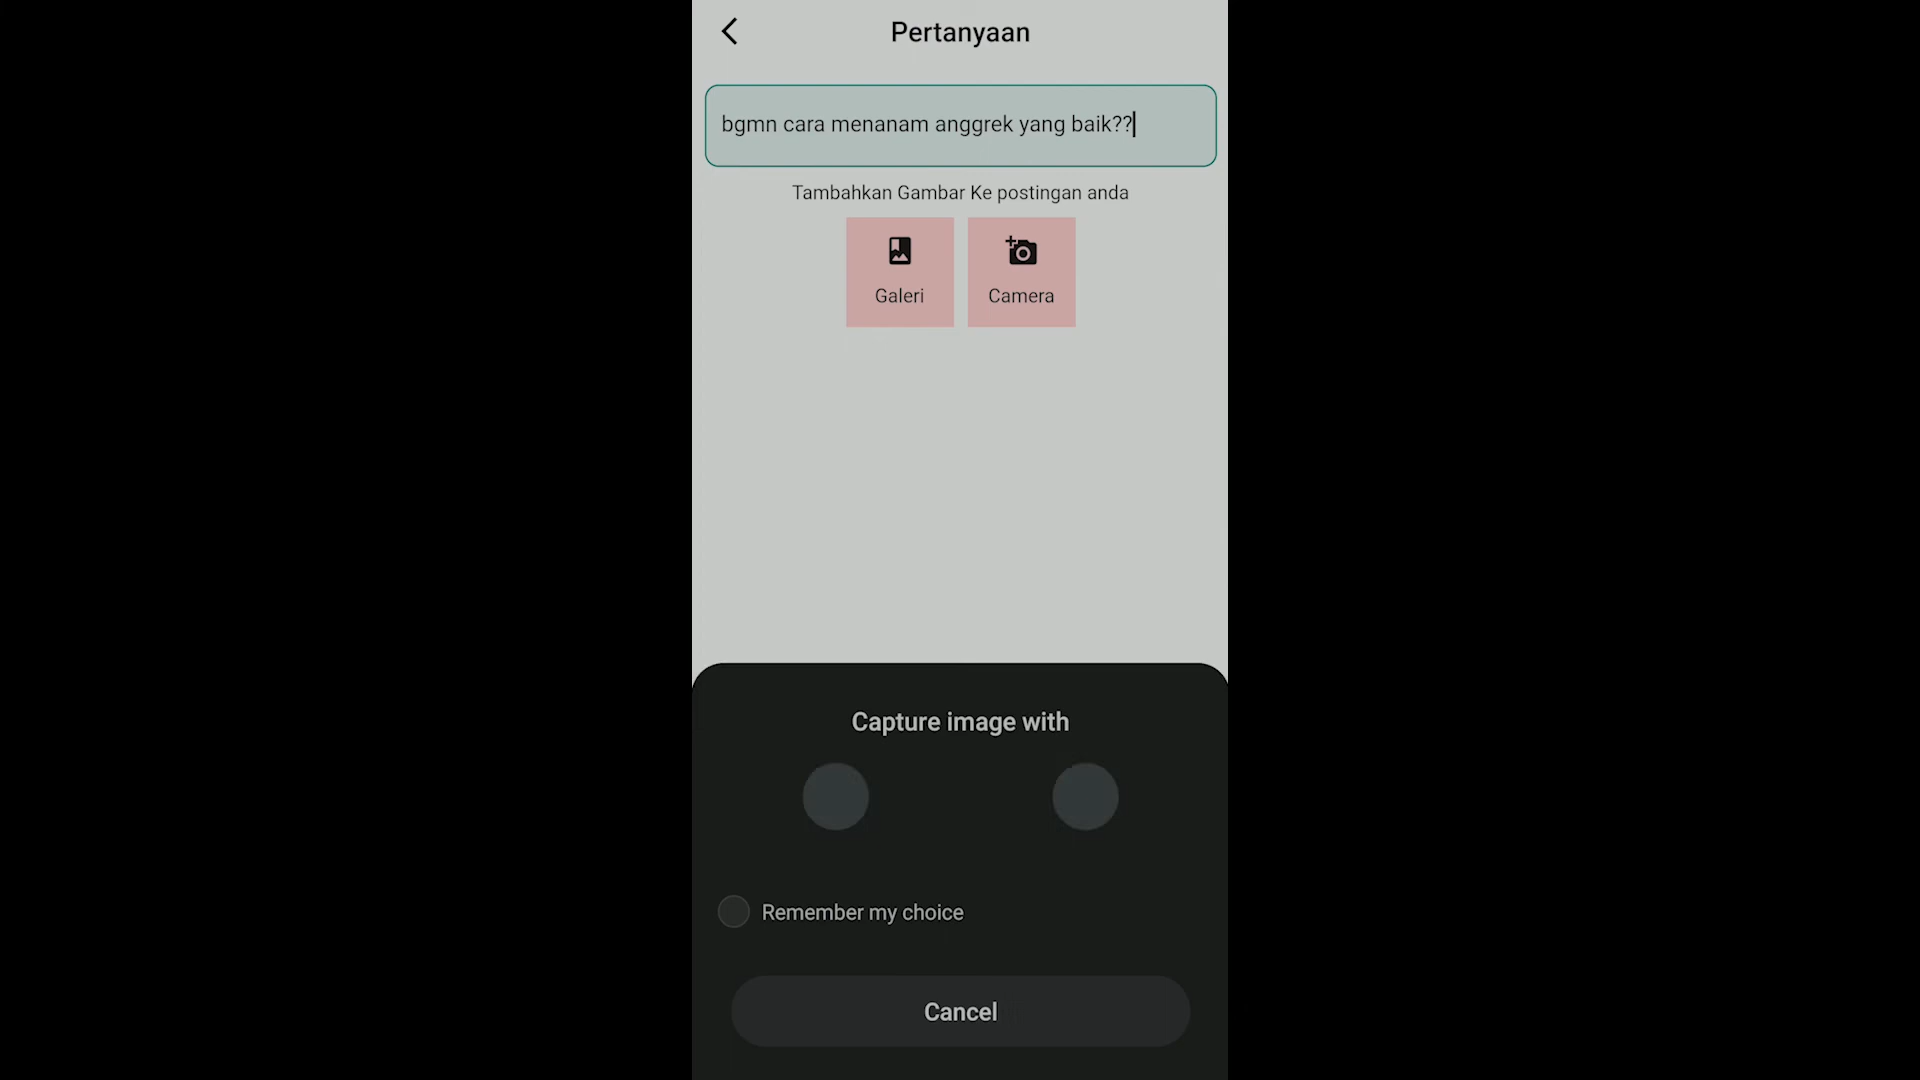 Pertanyaan
bgmn cara menanam anggrek yang baik??
Tambahkan Gambar Ke postingan anda
Galeri
Camera
Capture image with
Remember my choice
Cancel